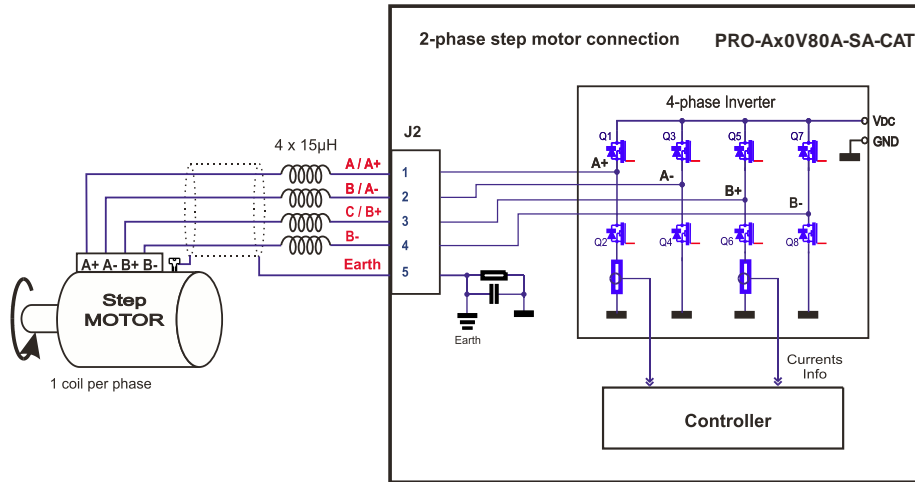 2-phase step motor connection
PRO-Ax0V80A-SA-CAT
4-phase Inverter
VDC
GND
Q1
Q3
Q5
Q7
J2
4 x 15µH
A / A+
1
A+
B / A-
2
A-
C / B+
3
B+
B-
4
B-
Earth
5
Q2
Q4
Q6
Q8
A+ A- B+ B-
Step
MOTOR
1 coil per phase
Earth
Currents
Info
Controller